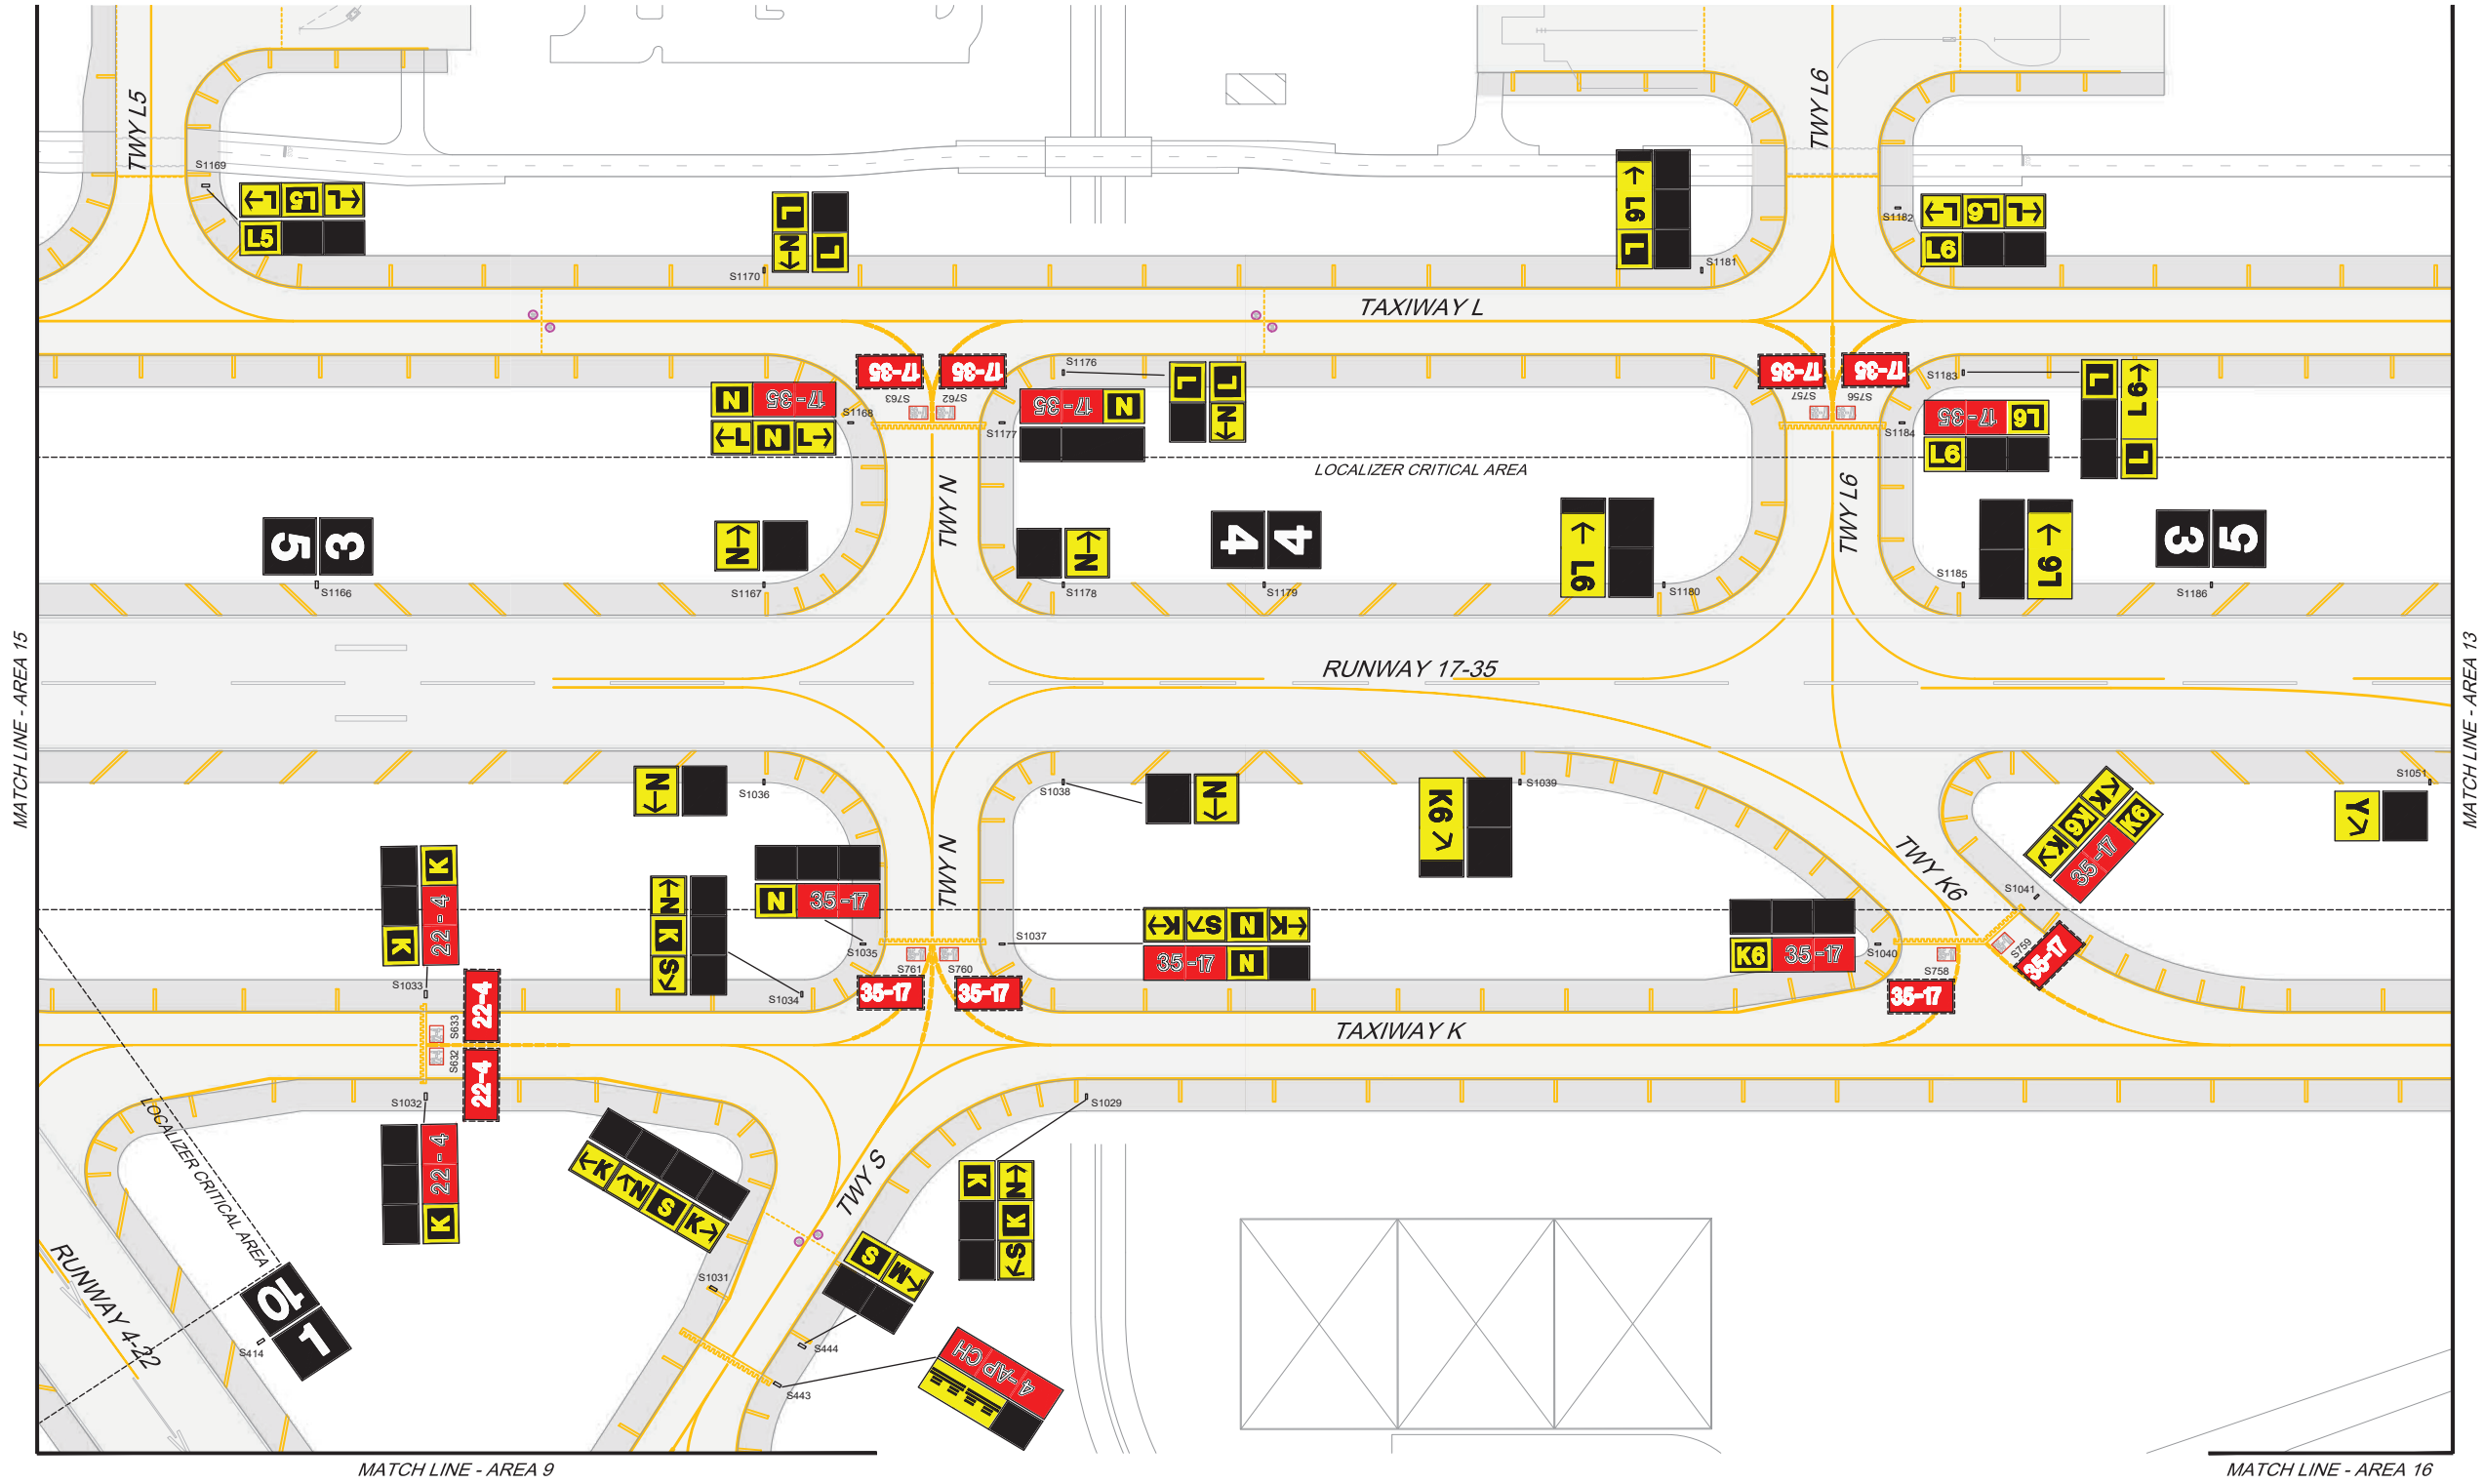 TWY L5
TWY L6
S1169
←L L5 L→
L5
L
N→
L
S1170
← L6
L
S1181
S1182
←L L6 L→
L6
TAXIWAY L
17-35
17-35
17-35
17-35
S763
S762
S757
S756
N 17-35
←L N L→
S1168
17-35 N
S1177
S1176
L
L
N→
S1183
L
←L6
L
17-35 L6
L6
S1184
LOCALIZER CRITICAL AREA
TWY N
TWY L6
5 3
S1166
←N
S1167
←N
S1178
4 4
S1179
← L6
S1180
← L6
S1185
3 5
S1186
MATCH LINE - AREA 15
MATCH LINE - AREA 13
RUNWAY 17-35
N→
S1036
S1038
N→
K6 ↗
S1039
S1051
Y↗
TWY N
TWY K6
K
K
22-4
S1033
←N
K
S↗
S1034
N 35-17
S1035
S1037
←K S↗ N K→
35-17 N
S761
S760
35-17
35-17
K6 35-17
S1040
S758
35-17
S759
35-17
S1041
K K6 K
35-17 K6
S633
S632
22-4
22-4
TAXIWAY K
S1032
22-4
K
S1029
K
←N
K
S↗
LOCALIZER CRITICAL AREA
RUNWAY 4-22
10
1
S414
←K N S K→
S1031
TWY S
S M
S444
4-APCH
S443
MATCH LINE - AREA 9
MATCH LINE - AREA 16